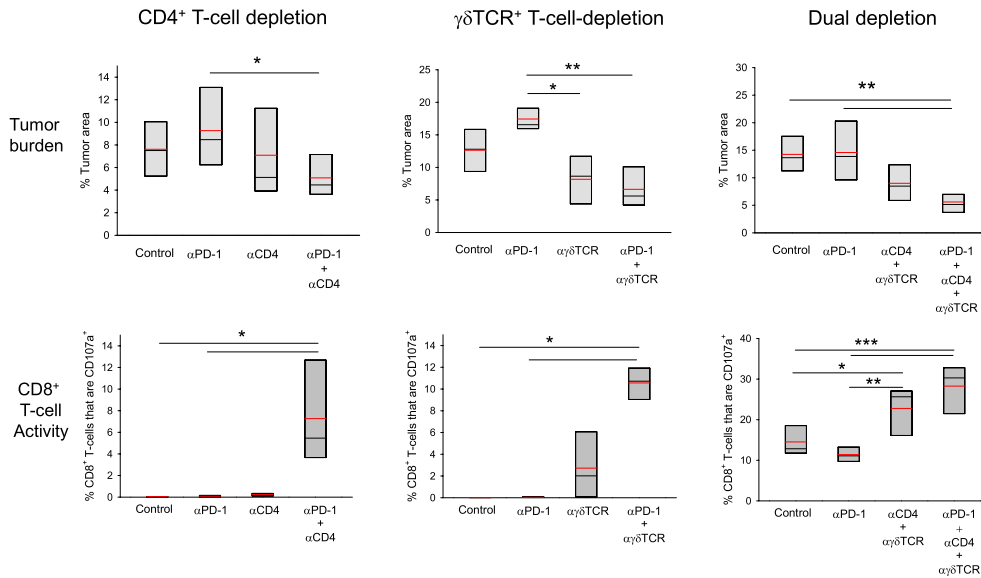 CD4⁺ T-cell depletion
γδTCR⁺ T-cell-depletion
Dual depletion
Tumor
burden
% Tumor area
14
12
10
8
6
4
2
0
*
Control
αPD-1
αCD4
αPD-1
+
αCD4
% Tumor area
25
20
15
10
5
0
**
*
Control
αPD-1
αγδTCR
αPD-1
+
αγδTCR
% Tumor area
30
25
20
15
10
5
0
**
Control
αPD-1
αCD4
+
αγδTCR
αPD-1
+
αCD4
+
αγδTCR
CD8⁺
T-cell
Activity
% CD8⁺ T-cells that are CD107a⁺
14
12
10
8
6
4
2
0
*
Control
αPD-1
αCD4
αPD-1
+
αCD4
% CD8⁺ T-cells that are CD107a⁺
14
12
10
8
6
4
2
0
*
Control
αPD-1
αγδTCR
αPD-1
+
αγδTCR
% CD8⁺ T-cells that are CD107a⁺
40
30
20
10
0
***
*
**
Control
αPD-1
αCD4
+
αγδTCR
αPD-1
+
αCD4
+
αγδTCR